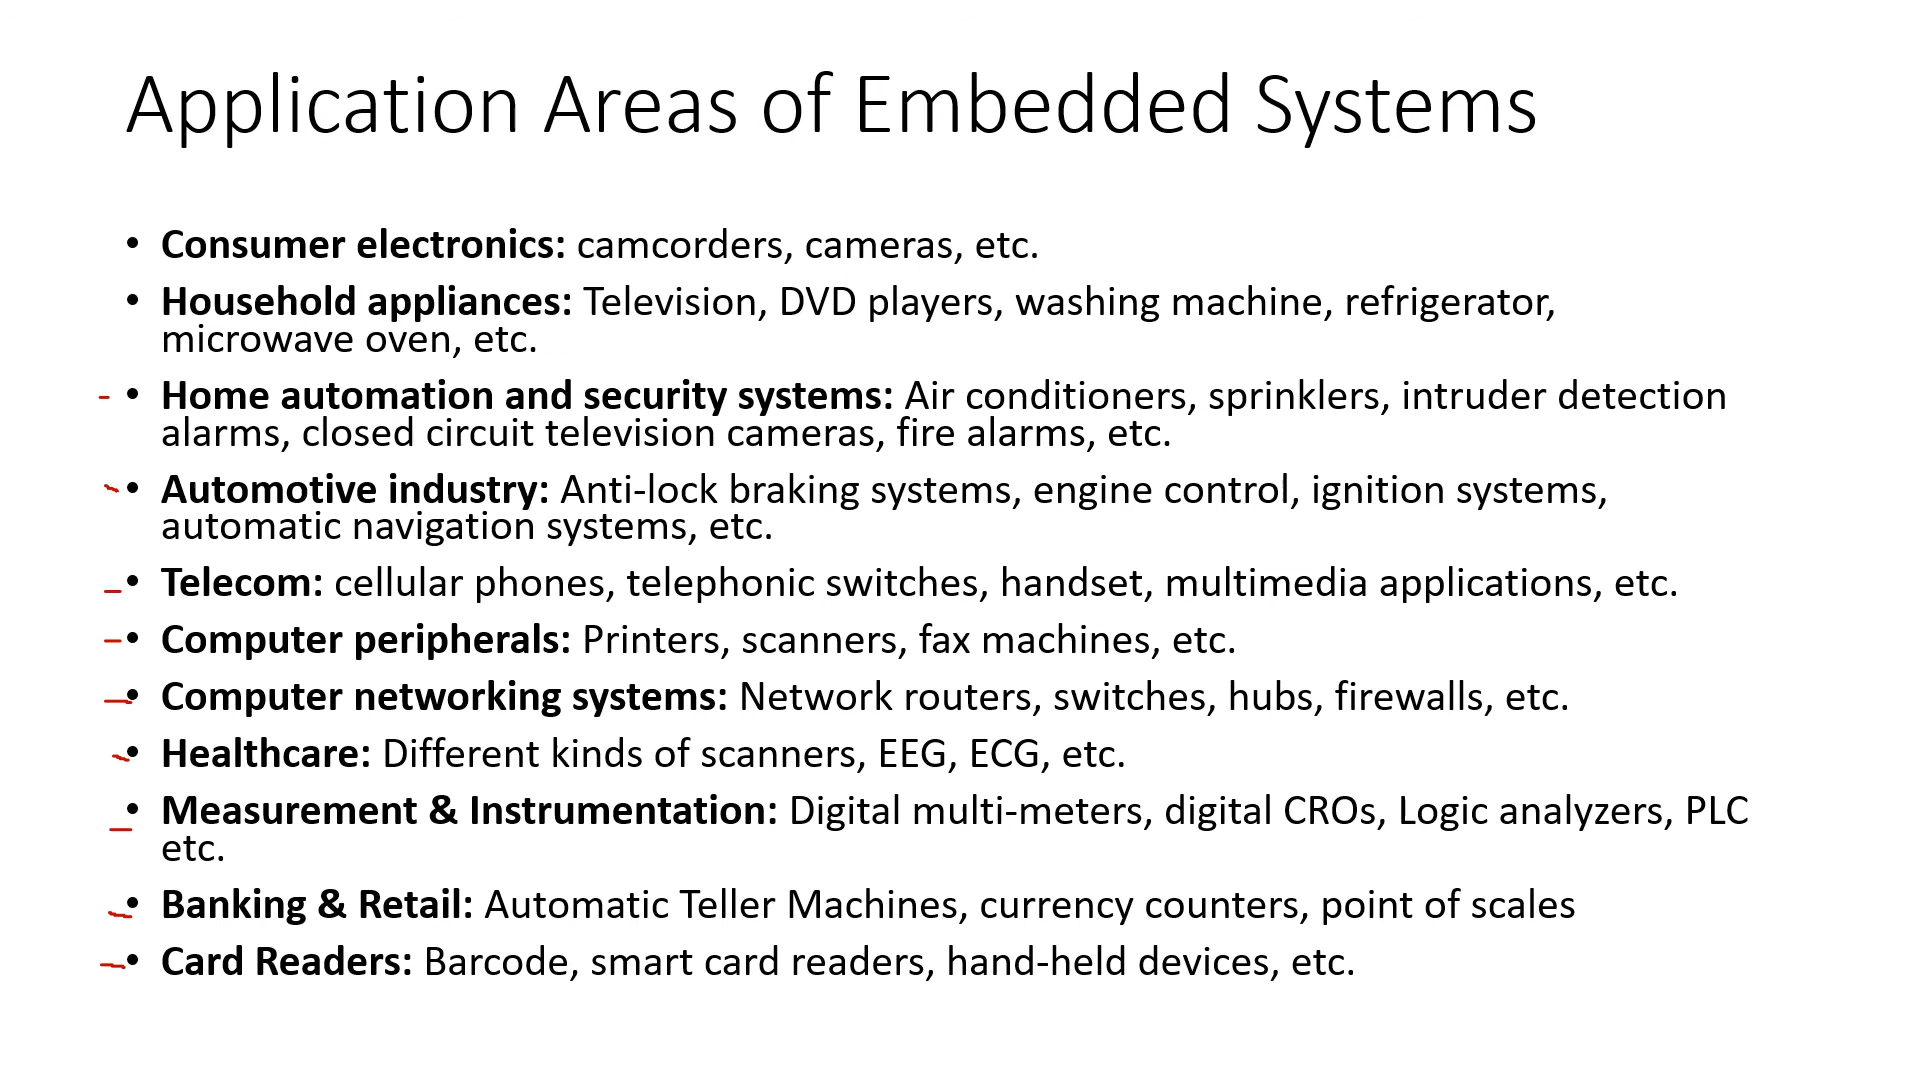 Application Areas of Embedded Systems
• Consumer electronics: camcorders, cameras, etc.
• Household appliances: Television, DVD players, washing machine, refrigerator,
microwave oven, etc.
• Home automation and security systems: Air conditioners, sprinklers, intruder detection
alarms, closed circuit television cameras, fire alarms, etc.
• Automotive industry: Anti-lock braking systems, engine control, ignition systems,
automatic navigation systems, etc.
• Telecom: cellular phones, telephonic switches, handset, multimedia applications, etc.
• Computer peripherals: Printers, scanners, fax machines, etc.
• Computer networking systems: Network routers, switches, hubs, firewalls, etc.
• Healthcare: Different kinds of scanners, EEG, ECG, etc.
• Measurement & Instrumentation: Digital multi-meters, digital CROs, Logic analyzers, PLC
etc.
• Banking & Retail: Automatic Teller Machines, currency counters, point of scales
• Card Readers: Barcode, smart card readers, hand-held devices, etc.